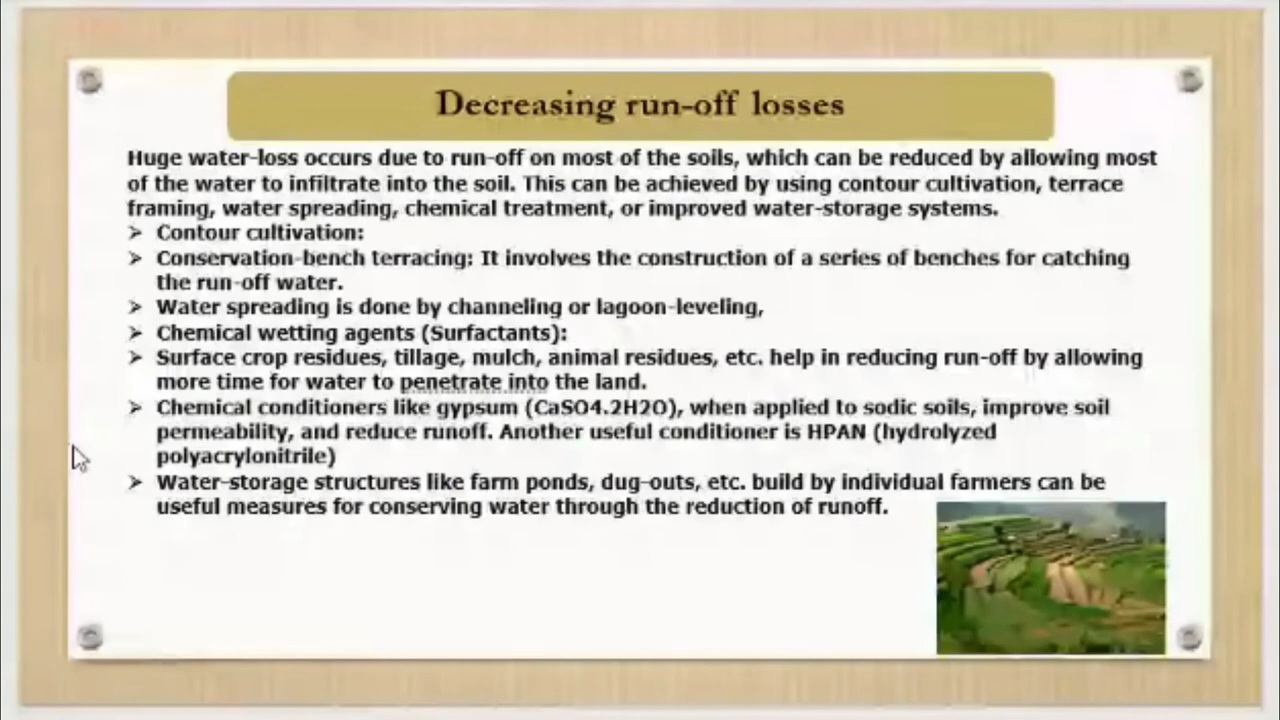 Decreasing run-off losses
Huge water-loss occurs due to run-off on most of the soils, which can be reduced by allowing most
of the water to infiltrate into the soil. This can be achieved by using contour cultivation, terrace
framing, water spreading, chemical treatment, or improved water-storage systems.
➢ Contour cultivation:
➢ Conservation-bench terracing: It involves the construction of a series of benches for catching
the run-off water.
➢ Water spreading is done by channeling or lagoon-leveling,
➢ Chemical wetting agents (Surfactants):
➢ Surface crop residues, tillage, mulch, animal residues, etc. help in reducing run-off by allowing
more time for water to penetrate into the land.
➢ Chemical conditioners like gypsum (CaSO4.2H2O), when applied to sodic soils, improve soil
permeability, and reduce runoff. Another useful conditioner is HPAN (hydrolyzed
polyacrylonitrile)
➢ Water-storage structures like farm ponds, dug-outs, etc. build by individual farmers can be
useful measures for conserving water through the reduction of runoff.